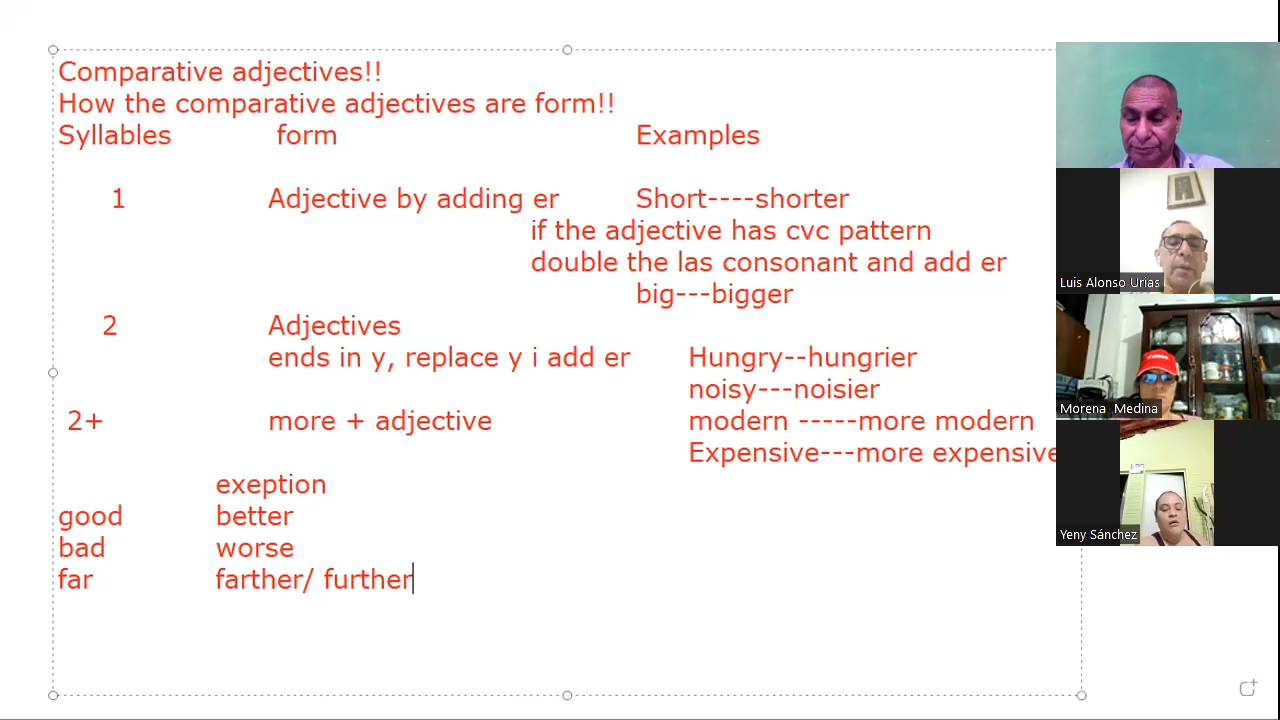 Comparative adjectives!!
How the comparative adjectives are form!!
Syllables form Examples
1 Adjective by adding er Short----shorter
if the adjective has cvc pattern
double the las consonant and add er
big---bigger
2 Adjectives
ends in y, replace y i add er Hungry--hungrier
noisy---noisier
2+ more + adjective modern -----more modern
Expensive---more expensive
exeption
good better
bad worse
far farther/ further
Luis Alonso Urias
Morena Medina
Yeny Sánchez